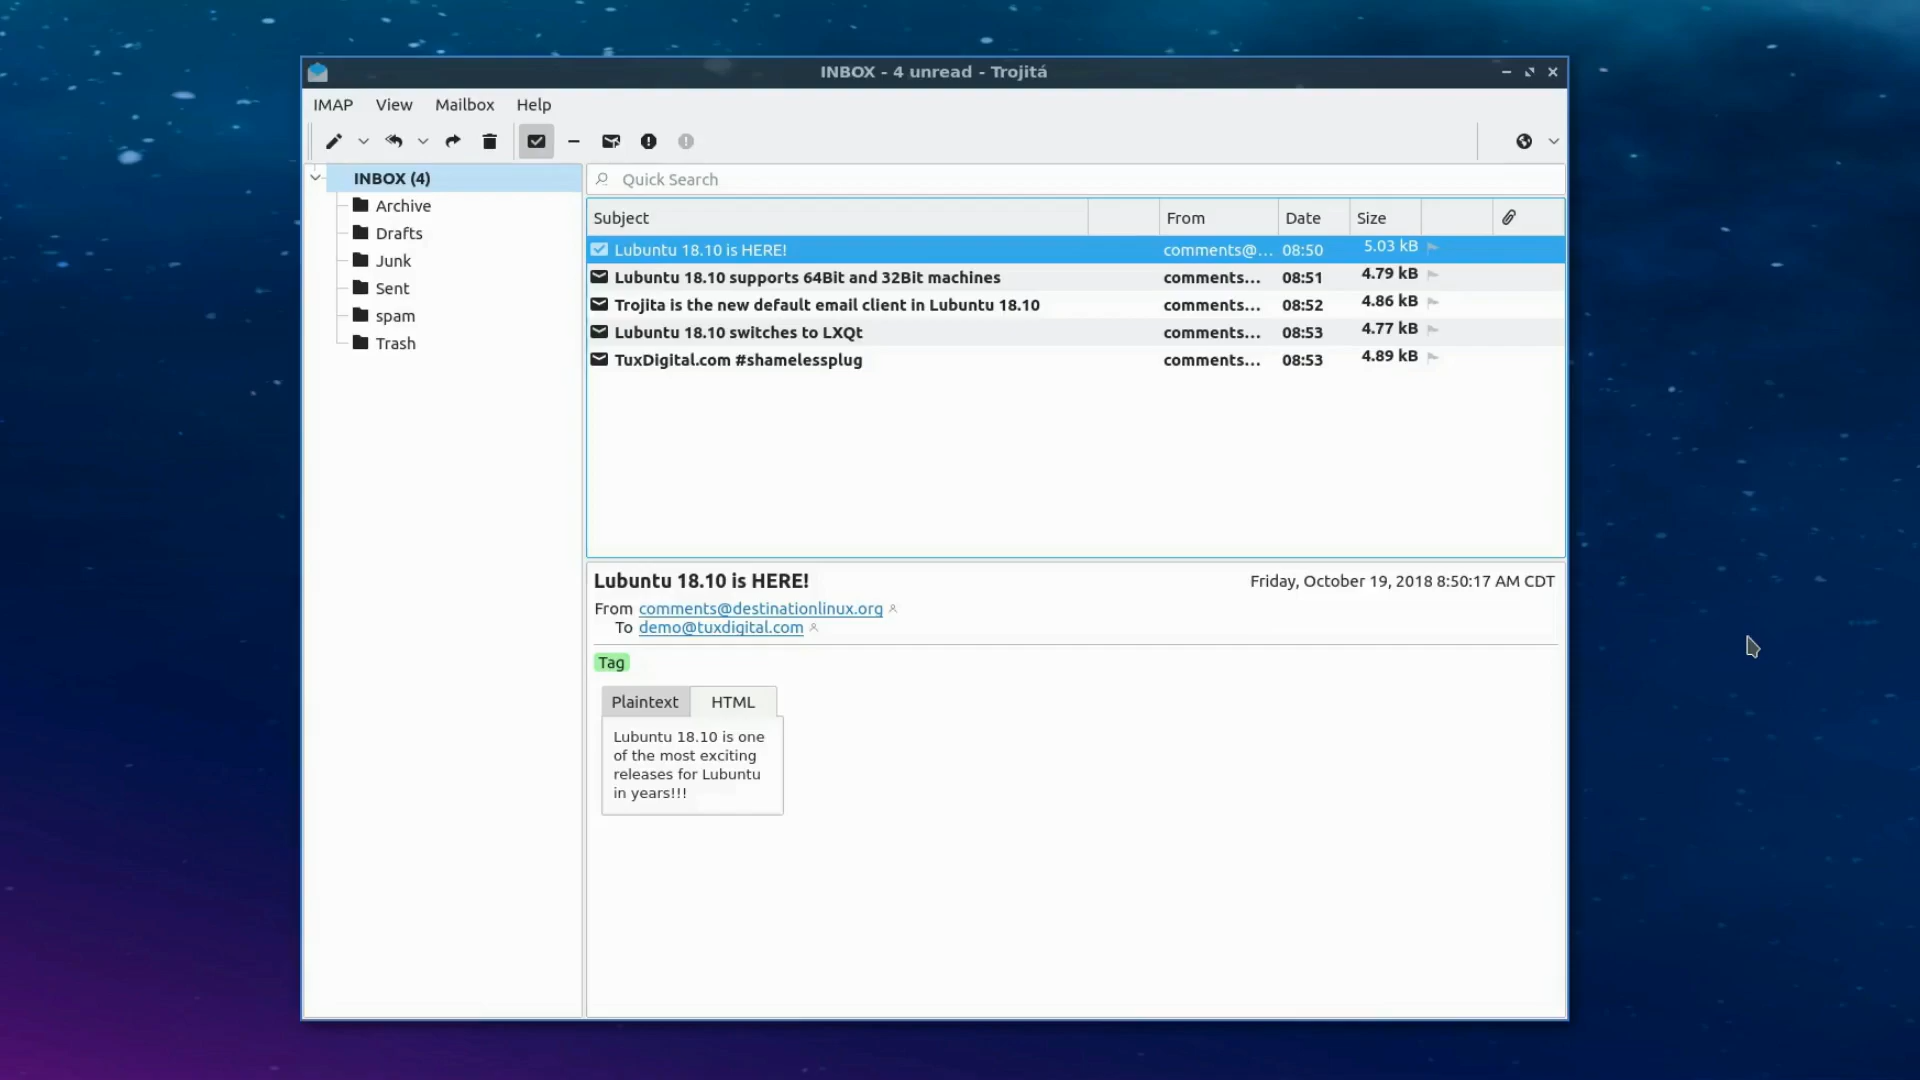 INBOX - 4 unread - Trojitá
IMAP View Mailbox Help
INBOX (4)
Archive
Drafts
Junk
Sent
spam
Trash
Quick Search
Subject From Date Size
Lubuntu 18.10 is HERE! comments@... 08:50 5.03 kB
Lubuntu 18.10 supports 64Bit and 32Bit machines comments... 08:51 4.79 kB
Trojita is the new default email client in Lubuntu 18.10 comments... 08:52 4.86 kB
Lubuntu 18.10 switches to LXQt comments... 08:53 4.77 kB
TuxDigital.com #shamelessplug comments... 08:53 4.89 kB
Lubuntu 18.10 is HERE! Friday, October 19, 2018 8:50:17 AM CDT
From comments@destinationlinux.org
To demo@tuxdigital.com
Tag
Plaintext HTML
Lubuntu 18.10 is one
of the most exciting
releases for Lubuntu
in years!!!